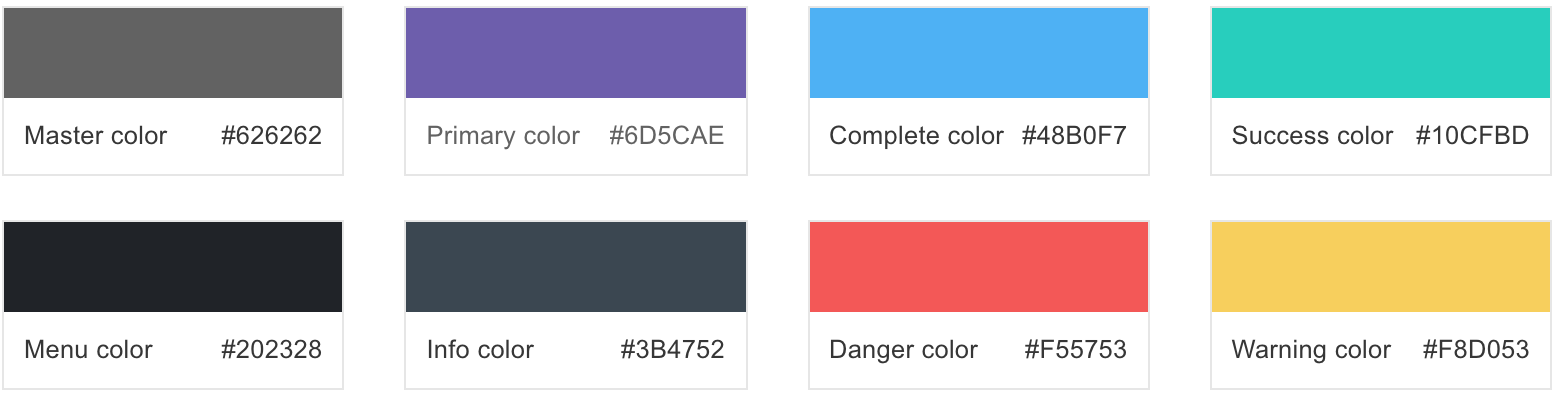 Master color #626262
Primary color #6D5CAE
Complete color #48B0F7
Success color #10CFBD
Menu color #202328
Info color #3B4752
Danger color #F55753
Warning color #F8D053